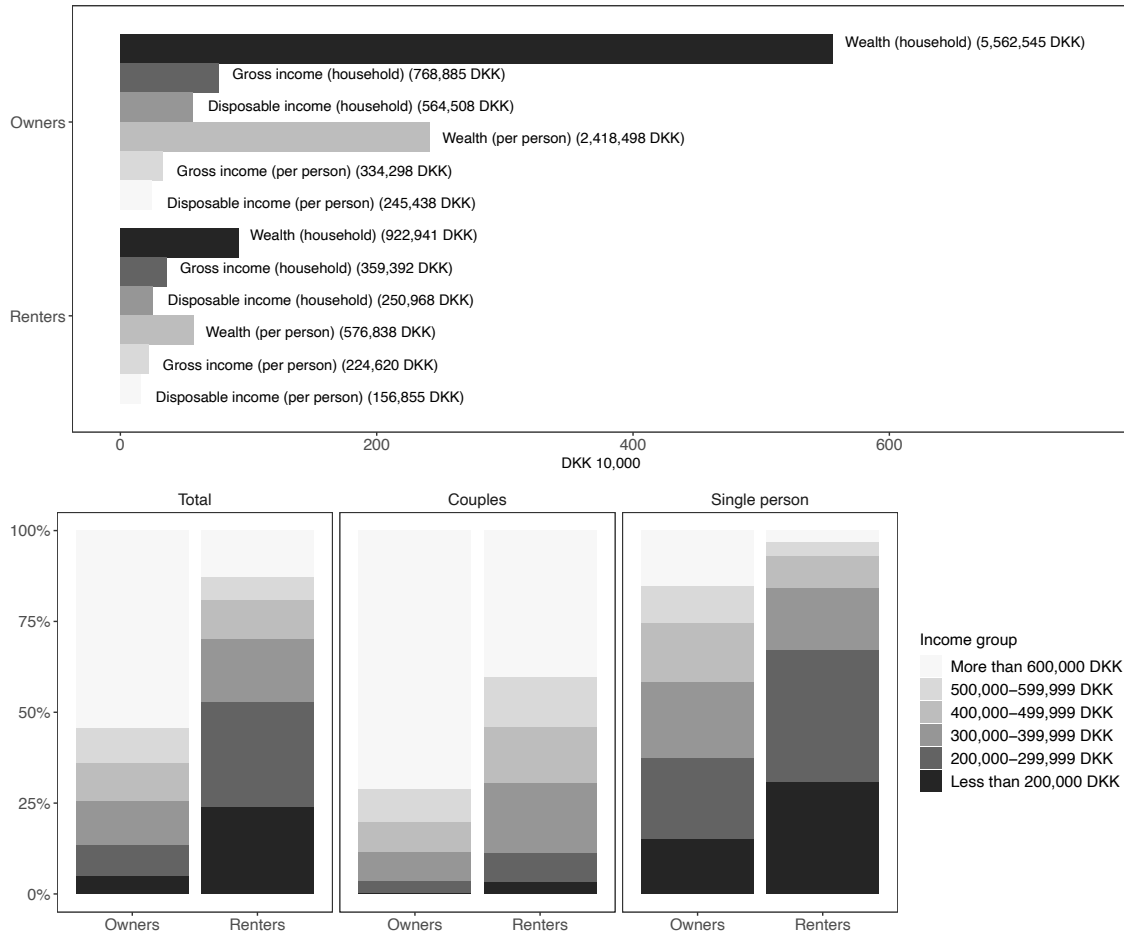 Wealth (household) (5,562,545 DKK)
Gross income (household) (768,885 DKK)
Disposable income (household) (564,508 DKK)
Owners
Wealth (per person) (2,418,498 DKK)
Gross income (per person) (334,298 DKK)
Disposable income (per person) (245,438 DKK)
Wealth (household) (922,941 DKK)
Gross income (household) (359,392 DKK)
Disposable income (household) (250,968 DKK)
Renters
Wealth (per person) (576,838 DKK)
Gross income (per person) (224,620 DKK)
Disposable income (per person) (156,855 DKK)
0 200 400 600
DKK 10,000
Total Couples Single person
100%
75%
50%
25%
0%
Owners Renters Owners Renters Owners Renters
Income group
More than 600,000 DKK
500,000–599,999 DKK
400,000–499,999 DKK
300,000–399,999 DKK
200,000–299,999 DKK
Less than 200,000 DKK